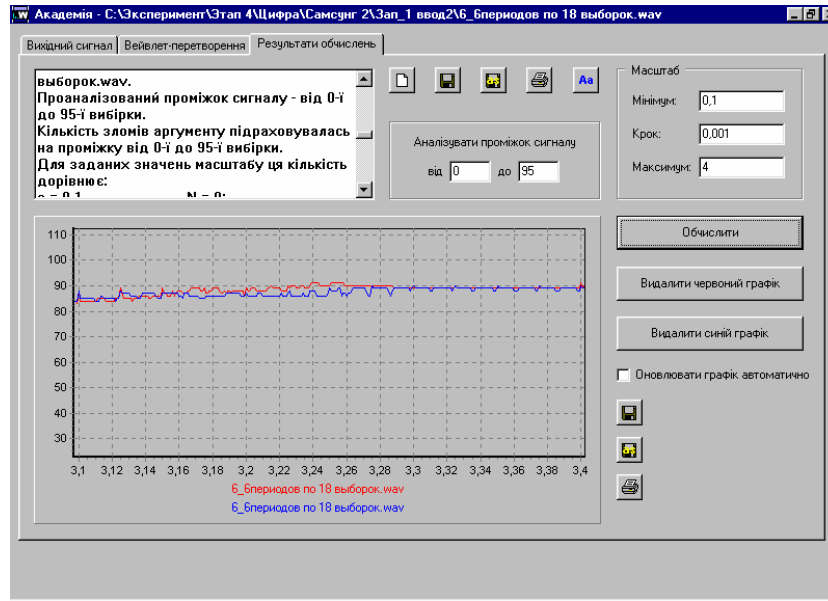 Академія - C:\Эксперимент\Этап 4\Цифра\Самсунг 2\Зап_1 ввод2\6_6периодов по 18 выборок.wav
Вихідний сигнал Вейвлет-перетворення Результати обчислень
выборок.wav.
Проаналізований проміжок сигналу - від 0-ї
до 95-ї вибірки.
Кількість зломів аргументу підраховувалась
на проміжку від 0-ї до 95-ї вибірки.
Для заданих значень масштабу ця кількість
дорівнює:
a = 0,1 N = 0;
Aa
Аналізувати проміжок сигналу
від 0 до 95
Масштаб
Мінімум: 0,1
Крок: 0,001
Максимум: 4
Обчислити
Видалити червоний графік
Видалити синій графік
Оновлювати графік автоматично
110
100
90
80
70
60
50
40
30
3,1 3,12 3,14 3,16 3,18 3,2 3,22 3,24 3,26 3,28 3,3 3,32 3,34 3,36 3,38 3,4
6_6периодов по 18 выборок.wav
6_6периодов по 18 выборок.wav